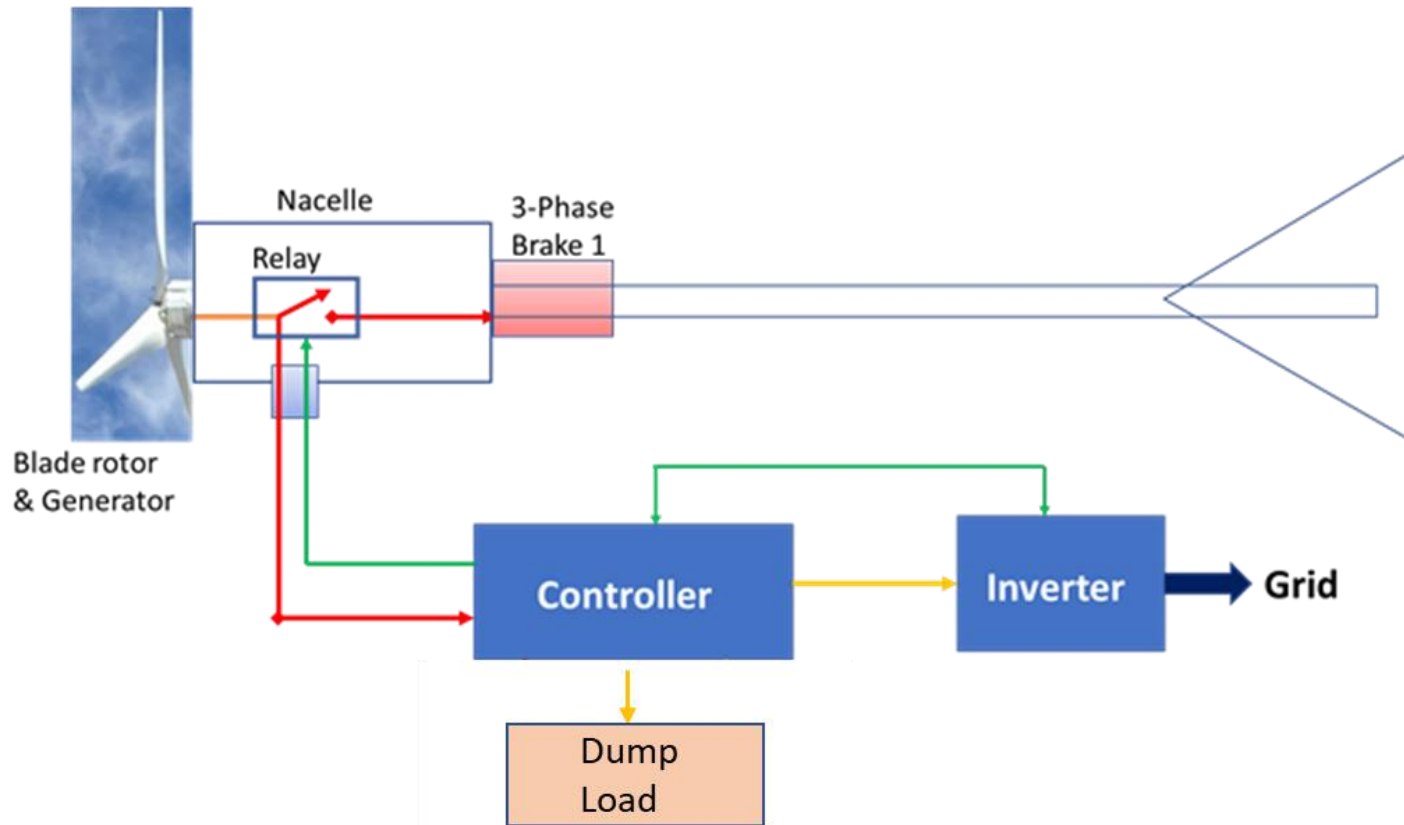 Nacelle
3-Phase
Brake 1
Relay
Blade rotor
& Generator
Controller
Inverter
Grid
Dump
Load